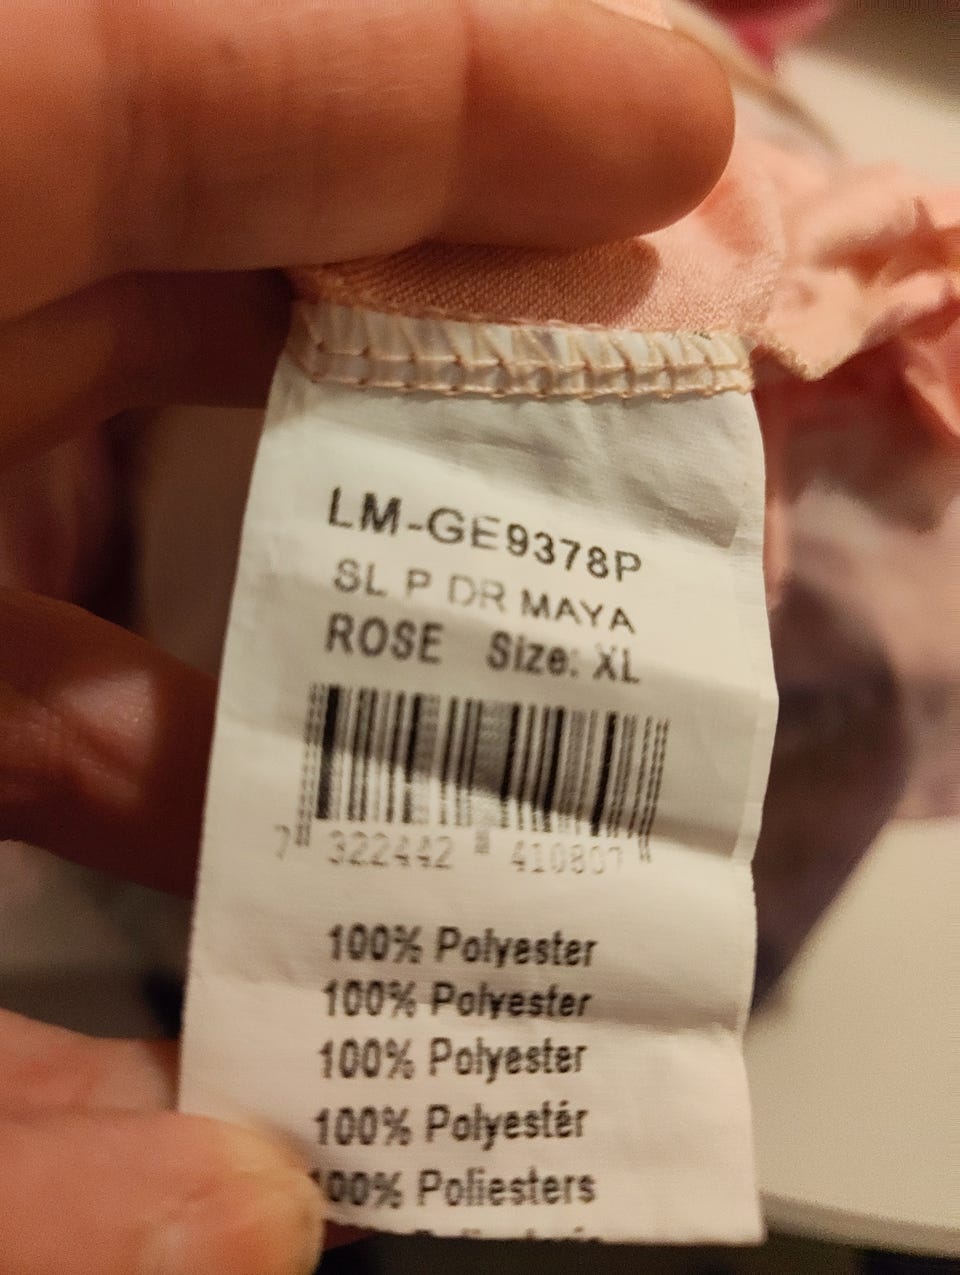 LM-GE9378P
SL P DR MAYA
ROSE Size: XL
7 322442 410807
100% Polyester
100% Polyester
100% Polyester
100% Polyestér
100% Poliesters